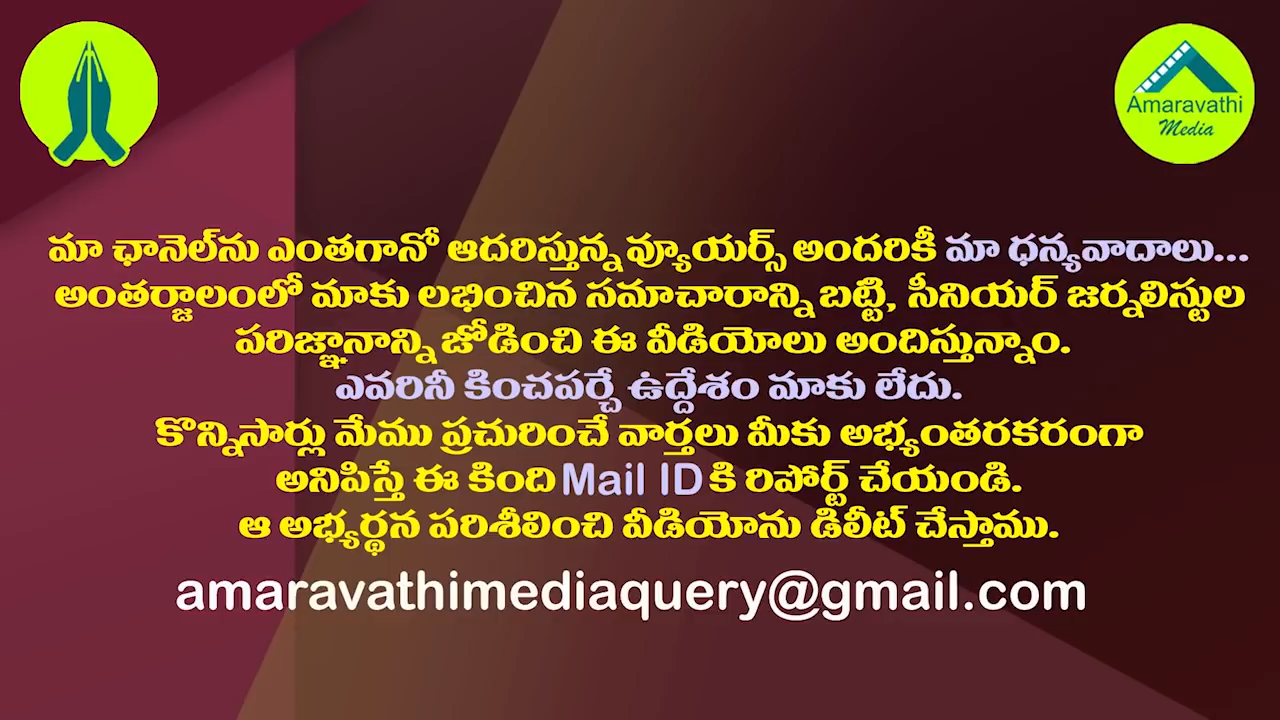 Amaravathi
Media
మా ఛానెల్‌ను ఎంతగానో ఆదరిస్తున్న వ్యూయర్స్ అందరికీ మా ధన్యవాదాలు...
అంతర్జాలంలో మాకు లభించిన సమాచారాన్ని బట్టి, సీనియర్ జర్నలిస్టుల
పరిజ్ఞానాన్ని జోడించి ఈ వీడియోలు అందిస్తున్నాం.
ఎవరినీ కించపర్చే ఉద్దేశం మాకు లేదు.
కొన్నిసార్లు మేము ప్రచురించే వార్తలు మీకు అభ్యంతరకరంగా
అనిపిస్తే ఈ కింది Mail ID కి రిపోర్ట్ చేయండి.
ఆ అభ్యర్థన పరిశీలించి వీడియోను డిలీట్ చేస్తాము.
amaravathimediaquery@gmail.com